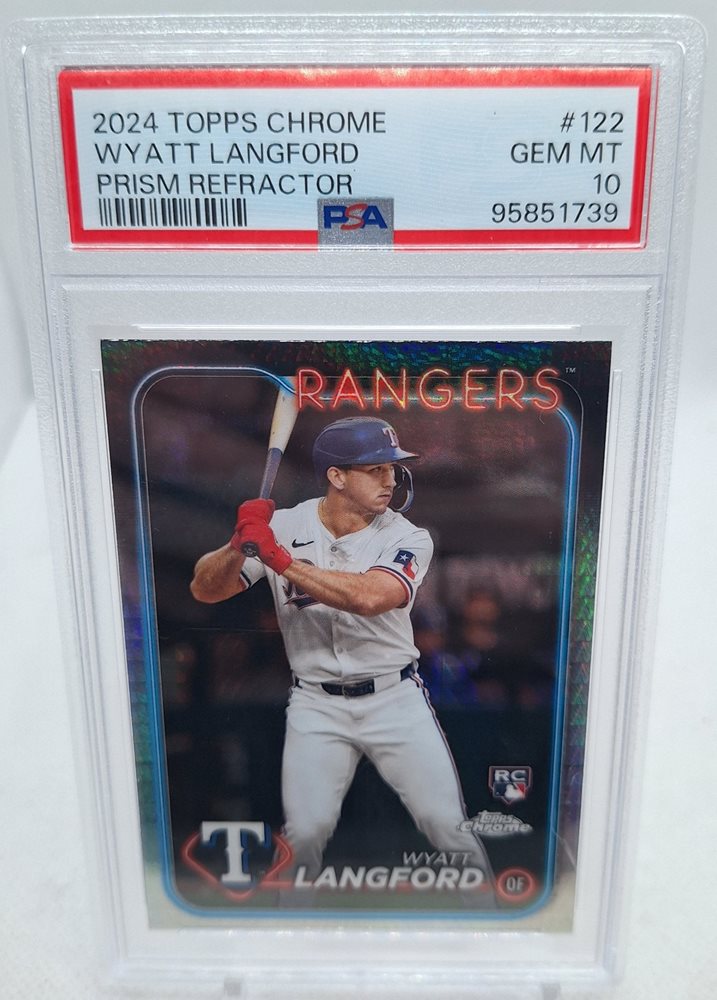 2024 TOPPS CHROME #122
WYATT LANGFORD GEM MT
PRISM REFRACTOR 10
PSA 95851739
RANGERS™
T
RC
Topps
Chrome
T
WYATT
LANGFORD OF